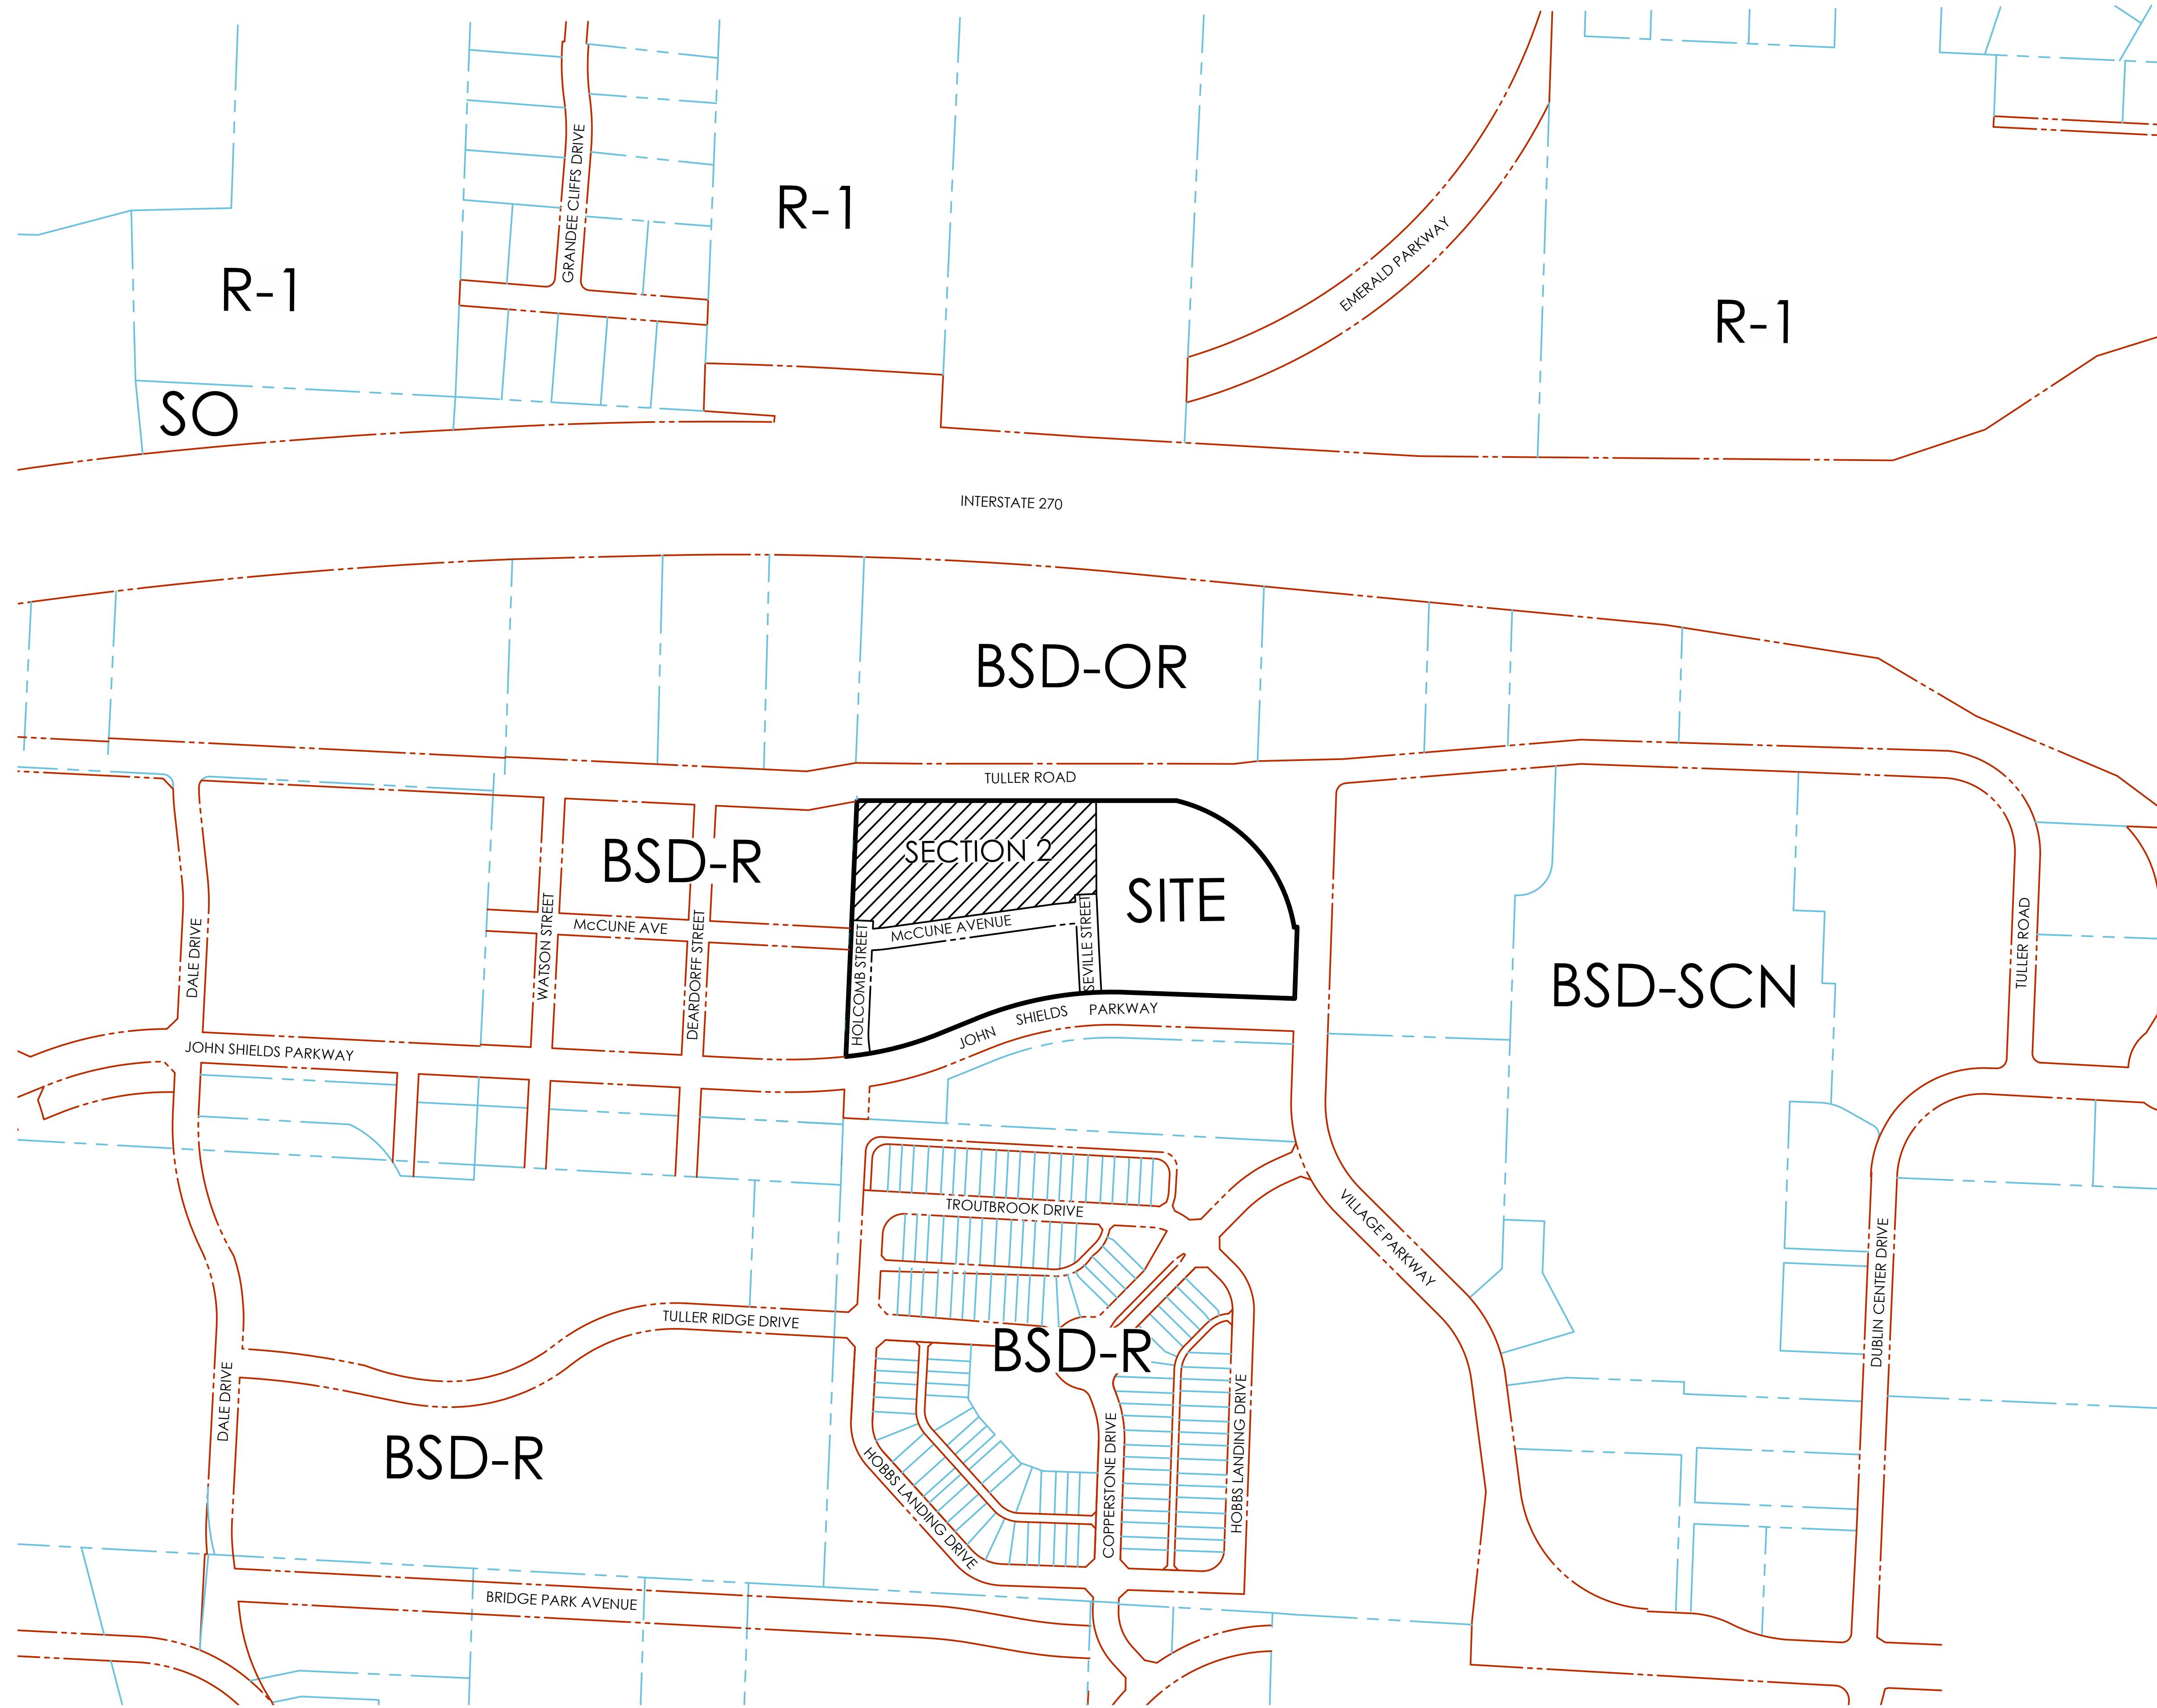 GRANDEE CLIFFS DRIVE
R-1
EMERALD PARKWAY
R-1
R-1
SO
INTERSTATE 270
BSD-OR
TULLER ROAD
BSD-R
SECTION 2
SITE
McCUNE AVE
McCUNE AVENUE
DALE DRIVE
WATSON STREET
DEARDORFF STREET
HOLCOMB STREET
SEVILLE STREET
BSD-SCN
TULLER ROAD
JOHN SHIELDS PARKWAY
JOHN SHIELDS PARKWAY
TROUTBROOK DRIVE
VILLAGE PARKWAY
DUBLIN CENTER DRIVE
TULLER RIDGE DRIVE
BSD-R
DALE DRIVE
BSD-R
HOBBS LANDING DRIVE
COPPERSTONE DRIVE
HOBBS LANDING DRIVE
BRIDGE PARK AVENUE